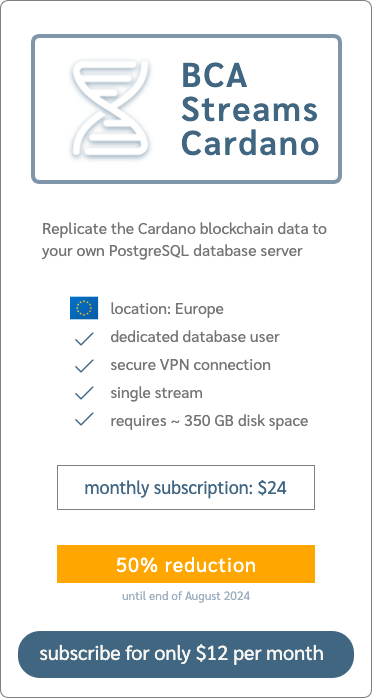 BCA
Streams
Cardano
Replicate the Cardano blockchain data to
your own PostgreSQL database server
location: Europe
dedicated database user
secure VPN connection
single stream
requires ~ 350 GB disk space
monthly subscription: $24
50% reduction
until end of August 2024
subscribe for only $12 per month